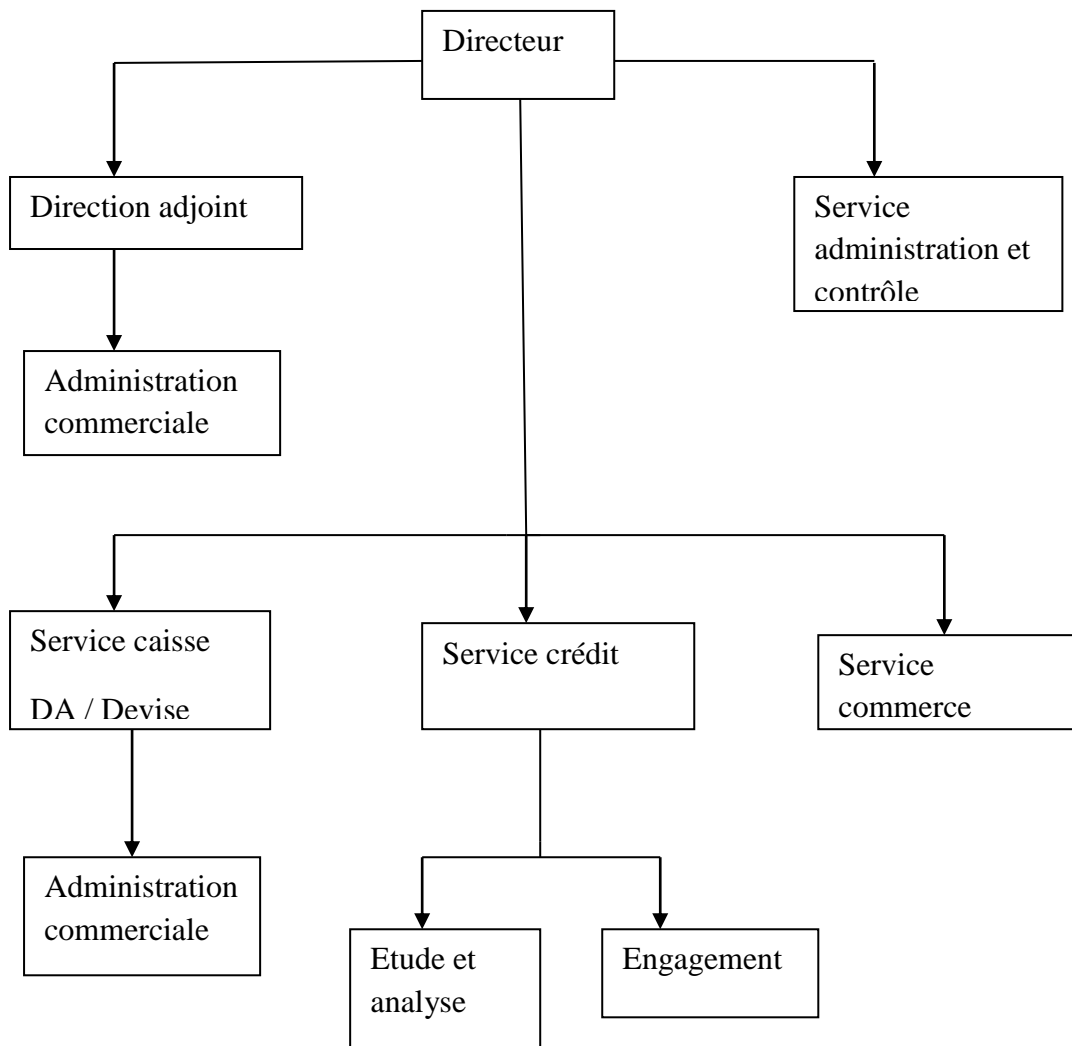 Directeur
Direction adjoint
Service
administration et
contrôle
Administration
commerciale
Service caisse
DA / Devise
Service crédit
Service
commerce
Administration
commerciale
Etude et
analyse
Engagement